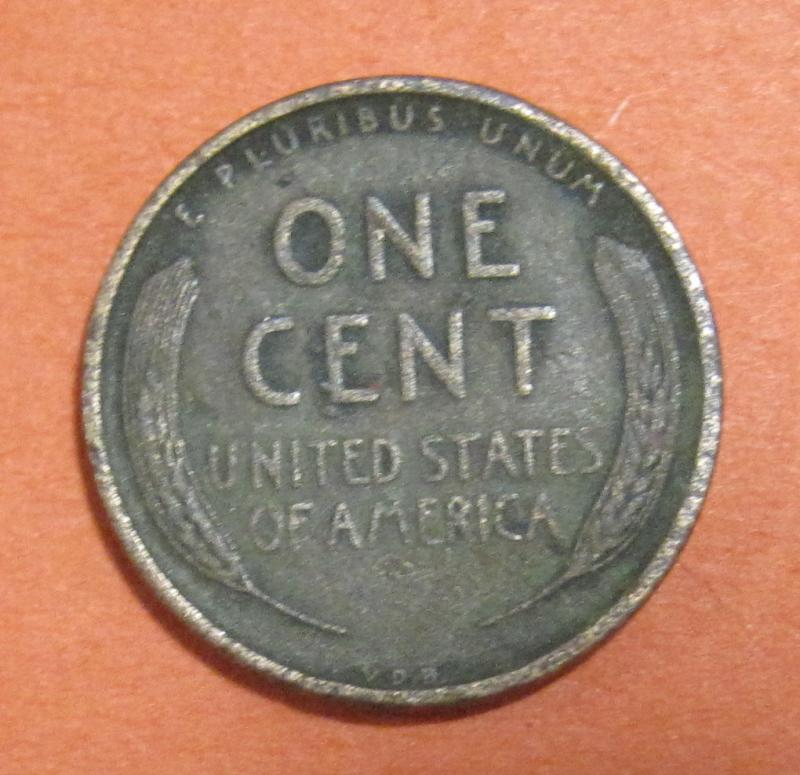 E PLURIBUS UNUM
ONE
CENT
UNITED STATES
OF AMERICA
VDB